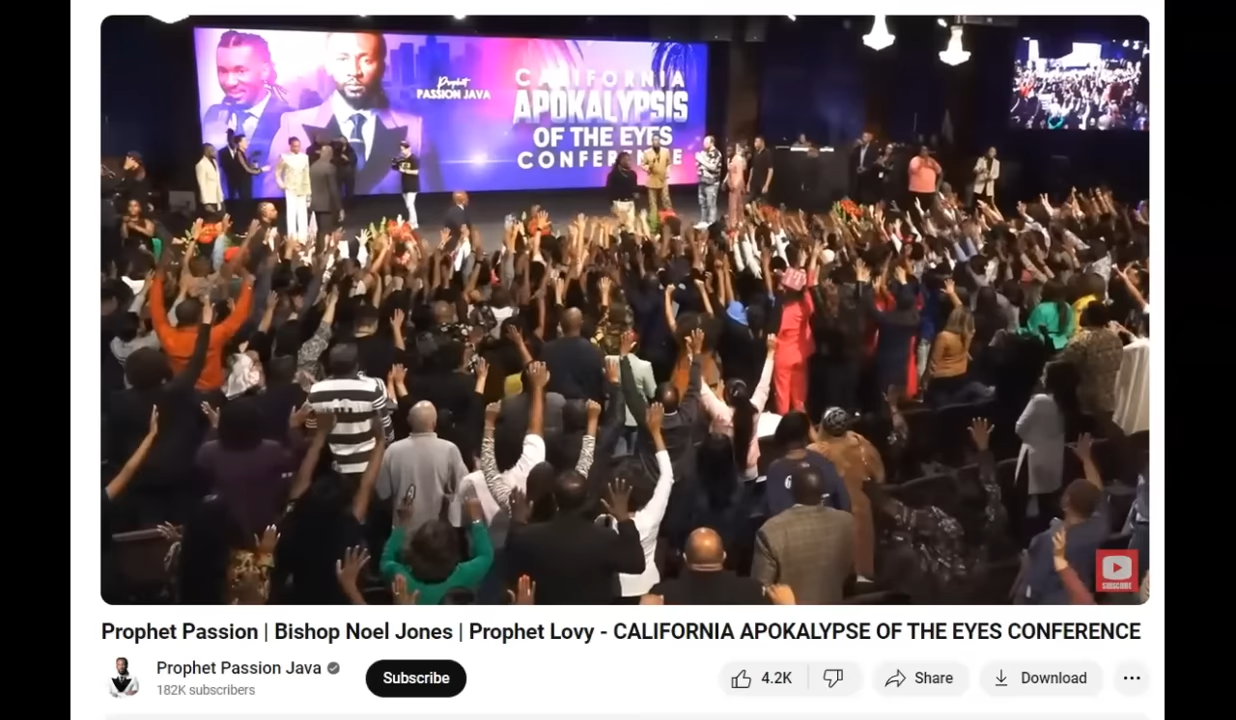 Prophet
PASSION JAVA
CALIFORNIA
APOKALYPSIS
OF THE EYES
CONFERENCE
SUBSCRIBE
Prophet Passion | Bishop Noel Jones | Prophet Lovy - CALIFORNIA APOKALYPSE OF THE EYES CONFERENCE
Prophet Passion Java
182K subscribers
Subscribe
4.2K
Share
Download